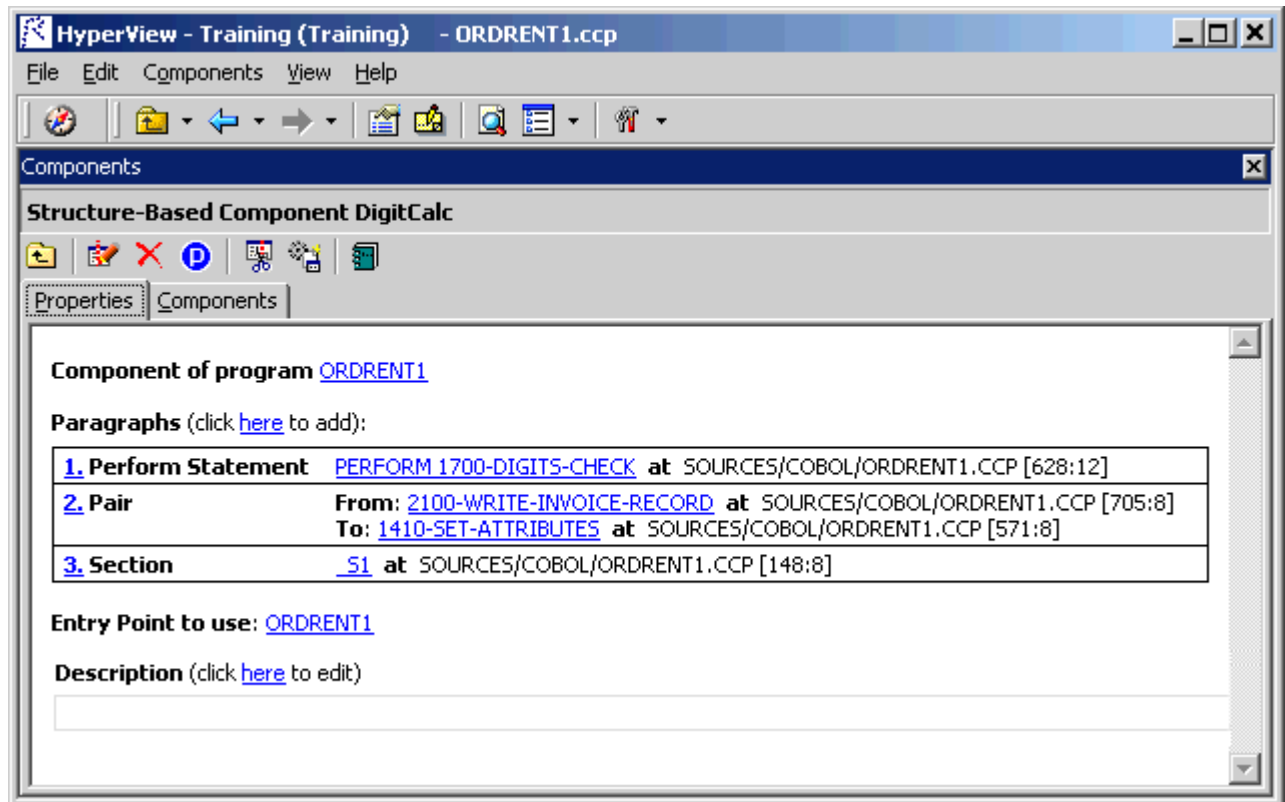 HyperView - Training (Training) - ORDRENT1.ccp
File Edit Components View Help
Components
Structure-Based Component DigitCalc
Properties Components
Component of program ORDRENT1
Paragraphs (click here to add):
1. Perform Statement PERFORM 1700-DIGITS-CHECK at SOURCES/COBOL/ORDRENT1.CCP [628:12]
2. Pair From: 2100-WRITE-INVOICE-RECORD at SOURCES/COBOL/ORDRENT1.CCP [705:8]
To: 1410-SET-ATTRIBUTES at SOURCES/COBOL/ORDRENT1.CCP [571:8]
3. Section _S1 at SOURCES/COBOL/ORDRENT1.CCP [148:8]
Entry Point to use: ORDRENT1
Description (click here to edit)